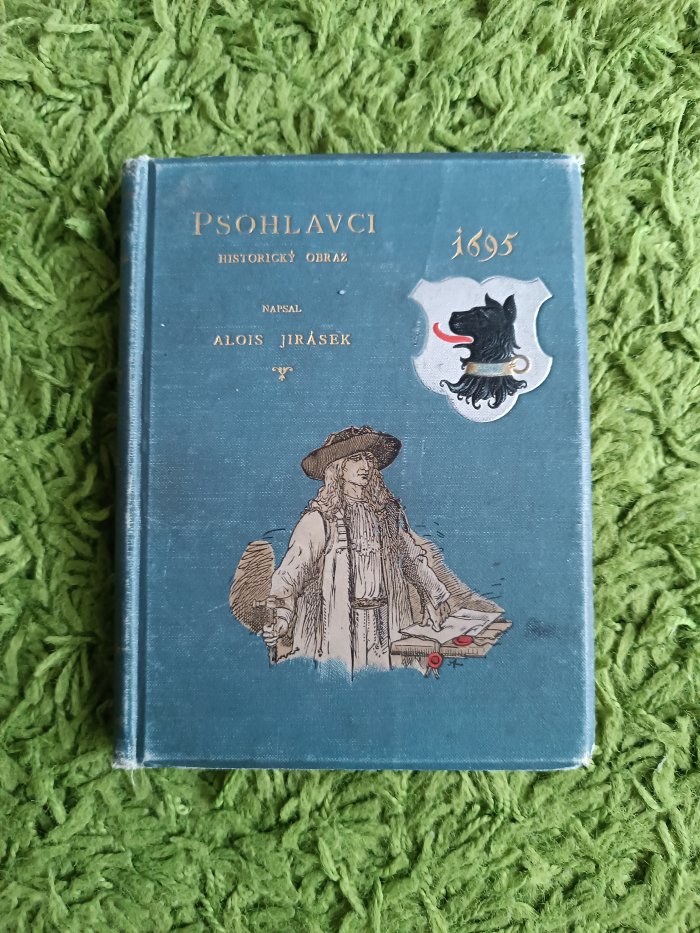 PSOHLAVCI
HISTORICKÝ OBRAZ
NAPSAL
ALOIS JIRÁSEK
1695